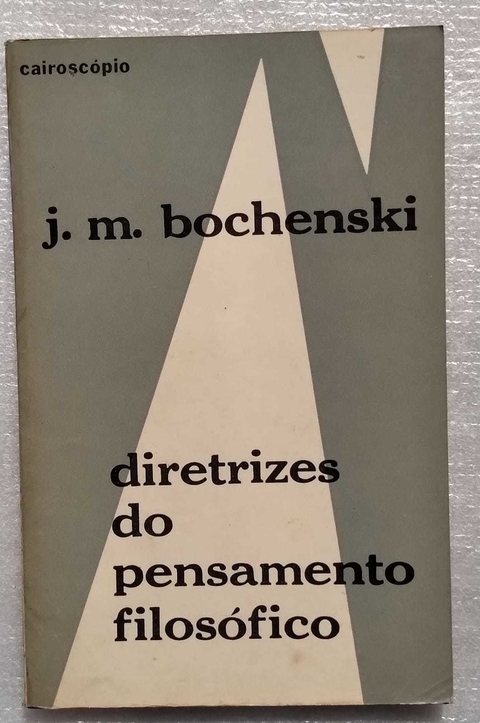 cairoscópio
j. m. bochenski
diretrizes
do
pensamento
filosófico